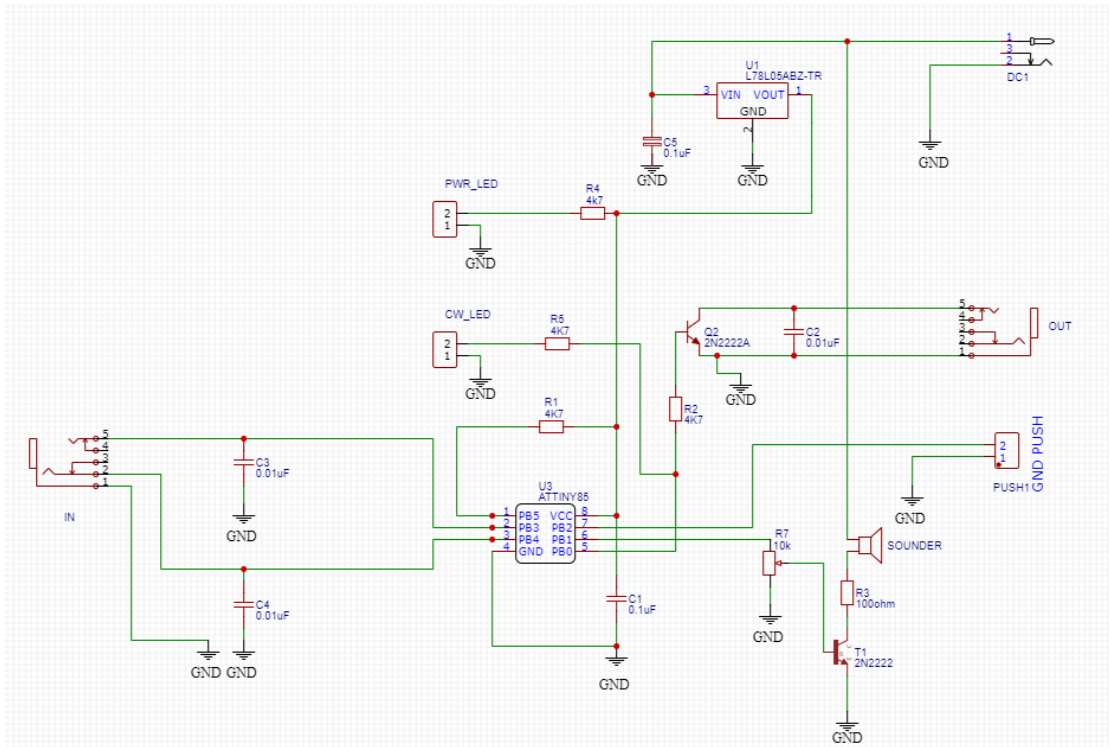 1
3
2
DC1
U1
L78L05ABZ-TR
3 VIN VOUT 1
GND
2
C5
0.1uF
GND
GND
GND
PWR_LED
2
1
R4
4k7
GND
CW_LED
2
1
R5
4K7
GND
Q2
2N2222A
C2
0.01uF
5
4
3
2
1
OUT
GND
R1
4K7
R2
4K7
5
4
3
2
1
IN
C3
0.01uF
GND
2
1
PUSH1
GND PUSH
GND
U3
ATTINY85
1 PB5 VCC 8
2 PB3 PB2 7
3 PB4 PB1 6
4 GND PB0 5
R7
10k
SOUNDER
R3
100ohm
C4
0.01uF
C1
0.1uF
GND
GND
GND
GND
T1
2N2222
GND